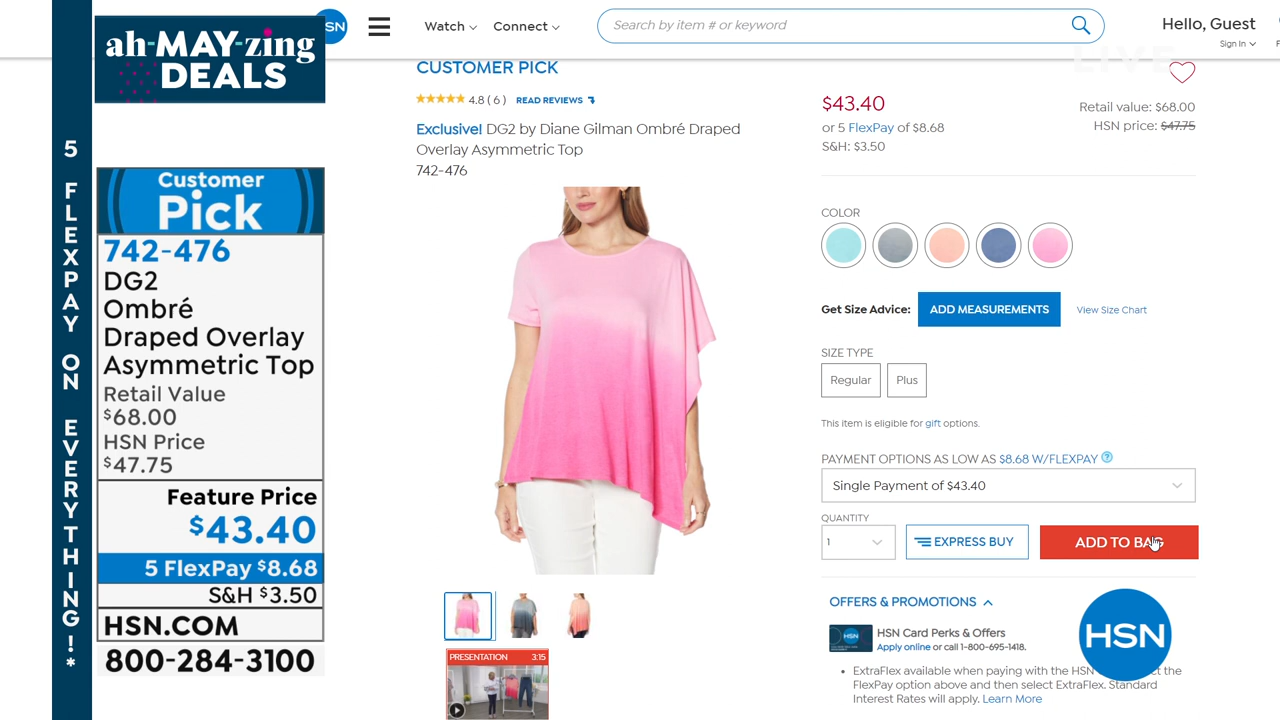 ah-MAY-zing
DEALS
5 FLEXPAY ON EVERYTHING!*
Customer
Pick
742-476
DG2
Ombré
Draped Overlay
Asymmetric Top
Retail Value
$68.00
HSN Price
$47.75
Feature Price
$43.40
5 FlexPay $8.68
S&H $3.50
HSN.COM
800-284-3100
SN
Watch
Connect
Search by item # or keyword
Hello, Guest
Sign In
LIVE
CUSTOMER PICK
4.8 ( 6 ) READ REVIEWS
Exclusive! DG2 by Diane Gilman Ombré Draped
Overlay Asymmetric Top
742-476
PRESENTATION 3:15
$43.40
or 5 FlexPay of $8.68
S&H: $3.50
Retail value: $68.00
HSN price: $47.75
COLOR
Get Size Advice: ADD MEASUREMENTS View Size Chart
SIZE TYPE
Regular Plus
This item is eligible for gift options.
PAYMENT OPTIONS AS LOW AS $8.68 W/FLEXPAY ?
Single Payment of $43.40
QUANTITY
1 EXPRESS BUY ADD TO BAG
OFFERS & PROMOTIONS
HSN
HSN Card Perks & Offers
Apply online or call 1-800-695-1418.
HSN
• ExtraFlex available when paying with the HSN ct the
FlexPay option above and then select ExtraFlex. Standard
Interest Rates will apply. Learn More